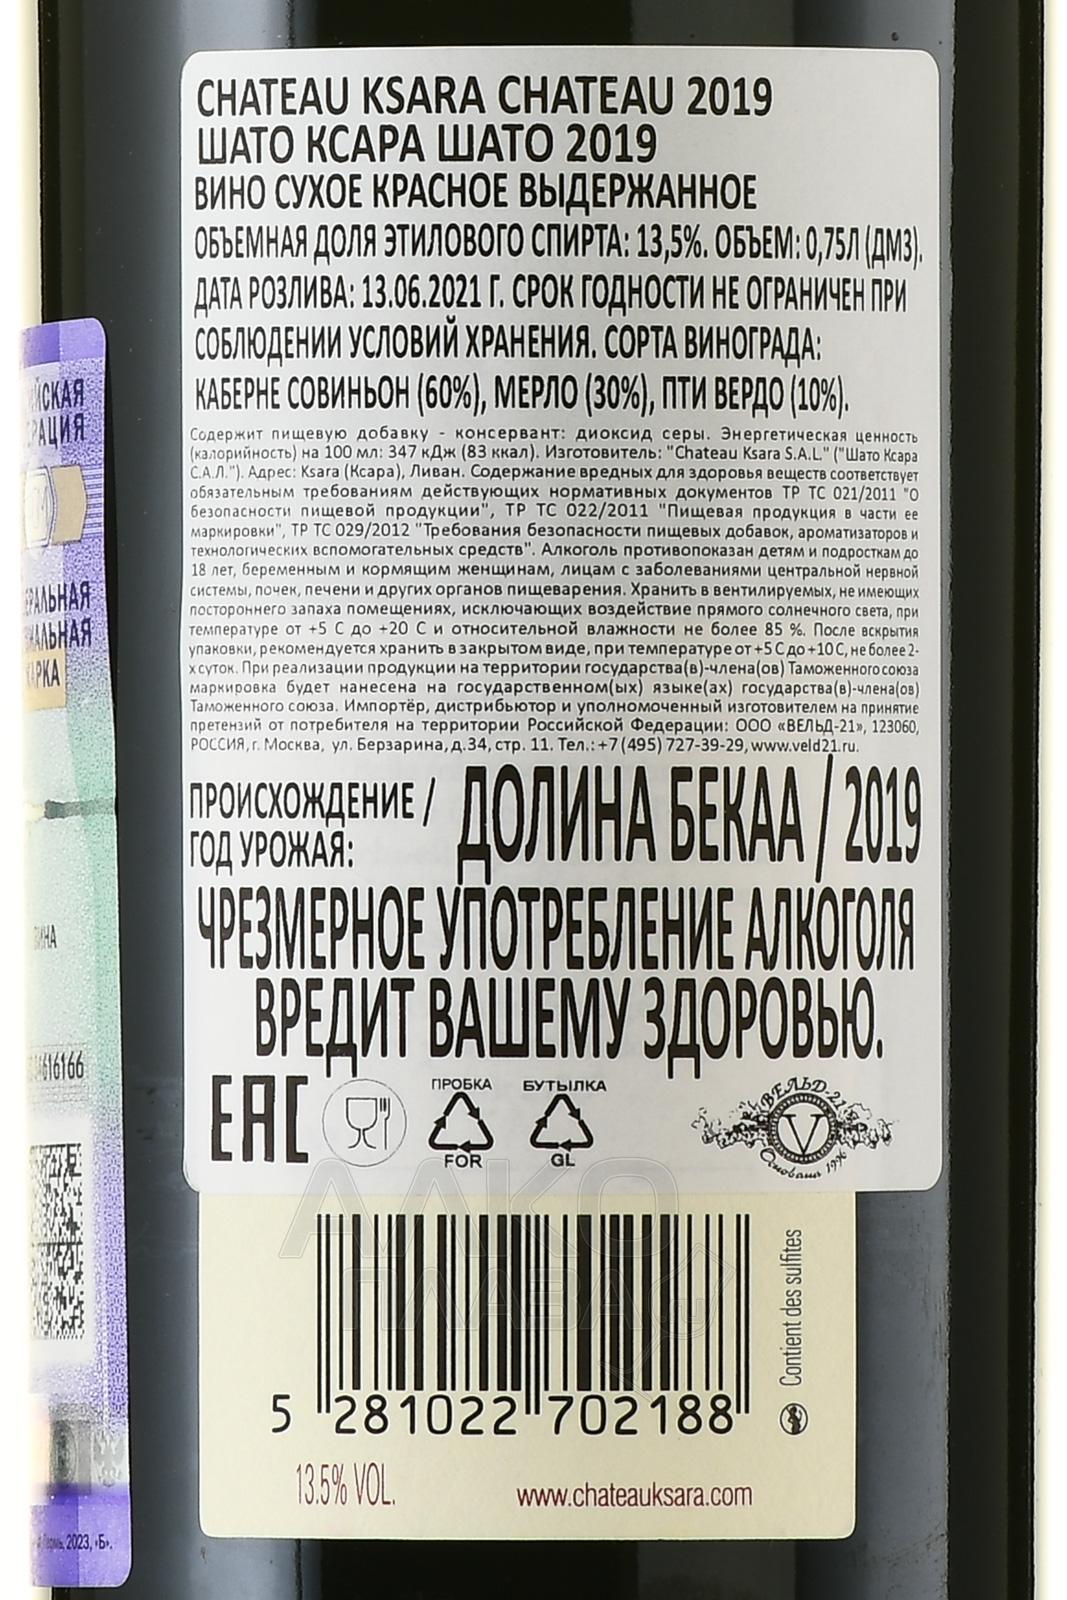 CHATEAU KSARA CHATEAU 2019
ШАТО КСАРА ШАТО 2019
ВИНО СУХОЕ КРАСНОЕ ВЫДЕРЖАННОЕ
ОБЪЕМНАЯ ДОЛЯ ЭТИЛОВОГО СПИРТА: 13,5%. ОБЪЕМ: 0,75Л (ДМ3).
ДАТА РОЗЛИВА: 13.06.2021 Г. СРОК ГОДНОСТИ НЕ ОГРАНИЧЕН ПРИ
СОБЛЮДЕНИИ УСЛОВИЙ ХРАНЕНИЯ. СОРТА ВИНОГРАДА:
КАБЕРНЕ СОВИНЬОН (60%), МЕРЛО (30%), ПТИ ВЕРДО (10%).
Содержит пищевую добавку - консервант: диоксид серы. Энергетическая ценность
(калорийность) на 100 мл: 347 кДж (83 ккал). Изготовитель: "Chateau Ksara S.A.L." ("Шато Ксара
С.А.Л."). Адрес: Ksara (Ксара), Ливан. Содержание вредных для здоровья веществ соответствует
обязательным требованиям действующих нормативных документов ТР ТС 021/2011 "О
безопасности пищевой продукции", ТР ТС 022/2011 "Пищевая продукция в части ее
маркировки", ТР ТС 029/2012 "Требования безопасности пищевых добавок, ароматизаторов и
технологических вспомогательных средств". Алкоголь противопоказан детям и подросткам до
18 лет, беременным и кормящим женщинам, лицам с заболеваниями центральной нервной
системы, почек, печени и других органов пищеварения. Хранить в вентилируемых, не имеющих
постороннего запаха помещениях, исключающих воздействие прямого солнечного света, при
температуре от +5 С до +20 С и относительной влажности не более 85 %. После вскрытия
упаковки, рекомендуется хранить в закрытом виде, при температуре от +5 С до +10 С, не более 2-
х суток. При реализации продукции на территории государства(в)-члена(ов) Таможенного союза
маркировка будет нанесена на государственном(ых) языке(ах) государства(в)-члена(ов)
Таможенного союза. Импортёр, дистрибьютор и уполномоченный изготовителем на принятие
претензий от потребителя на территории Российской Федерации: ООО «ВЕЛЬД-21», 123060,
РОССИЯ, г. Москва, ул. Берзарина, д.34, стр. 11. Тел.: +7 (495) 727-39-29, www.veld21.ru.
ПРОИСХОЖДЕНИЕ /
ГОД УРОЖАЯ:
ДОЛИНА БЕКАА / 2019
ЧРЕЗМЕРНОЕ УПОТРЕБЛЕНИЕ АЛКОГОЛЯ
ВРЕДИТ ВАШЕМУ ЗДОРОВЬЮ.
EAC
ПРОБКА
FOR
БУТЫЛКА
GL
ВЕЛЬД-21
V
Основана 1996
АЛКО
ПЛАЗА
Contient des sulfites
5 281022 702188
13.5% VOL.
www.chateauksara.com
616166
Пермь, 2023, «Б».